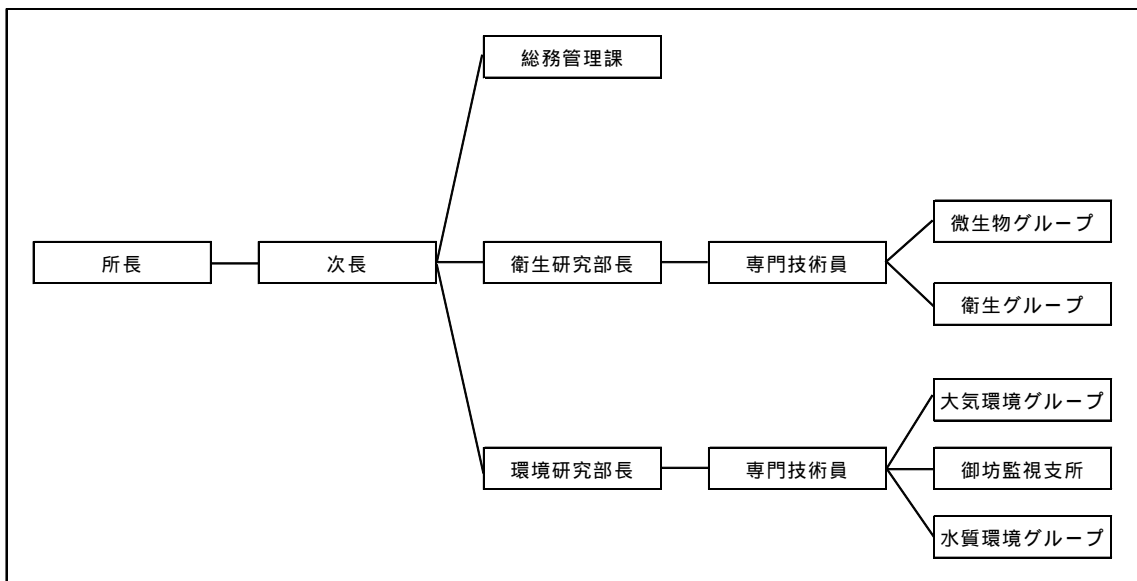 総務管理課
微生物グループ
所長
次長
衛生研究部長
専門技術員
衛生グループ
大気環境グループ
環境研究部長
専門技術員
御坊監視支所
水質環境グループ